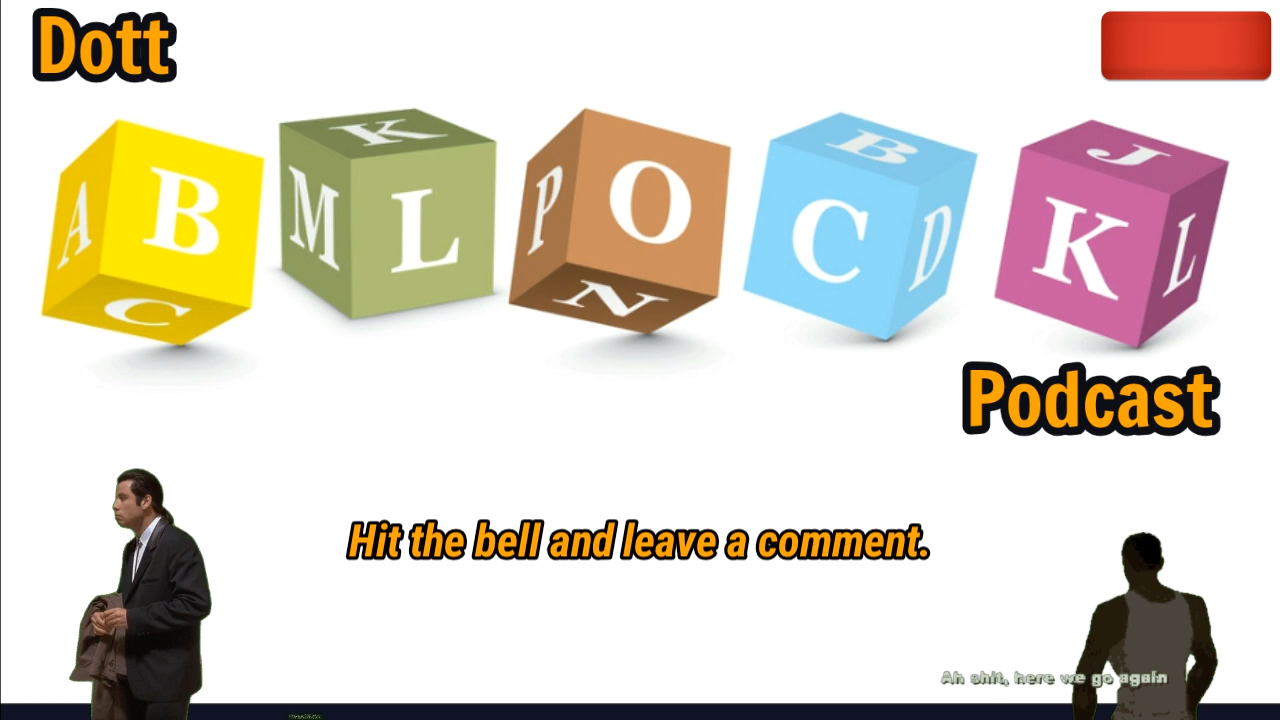 Dott
A B C
K M L
P O N
B C D
J K L
Podcast
Hit the bell and leave a comment.
Ah shit, here we go again